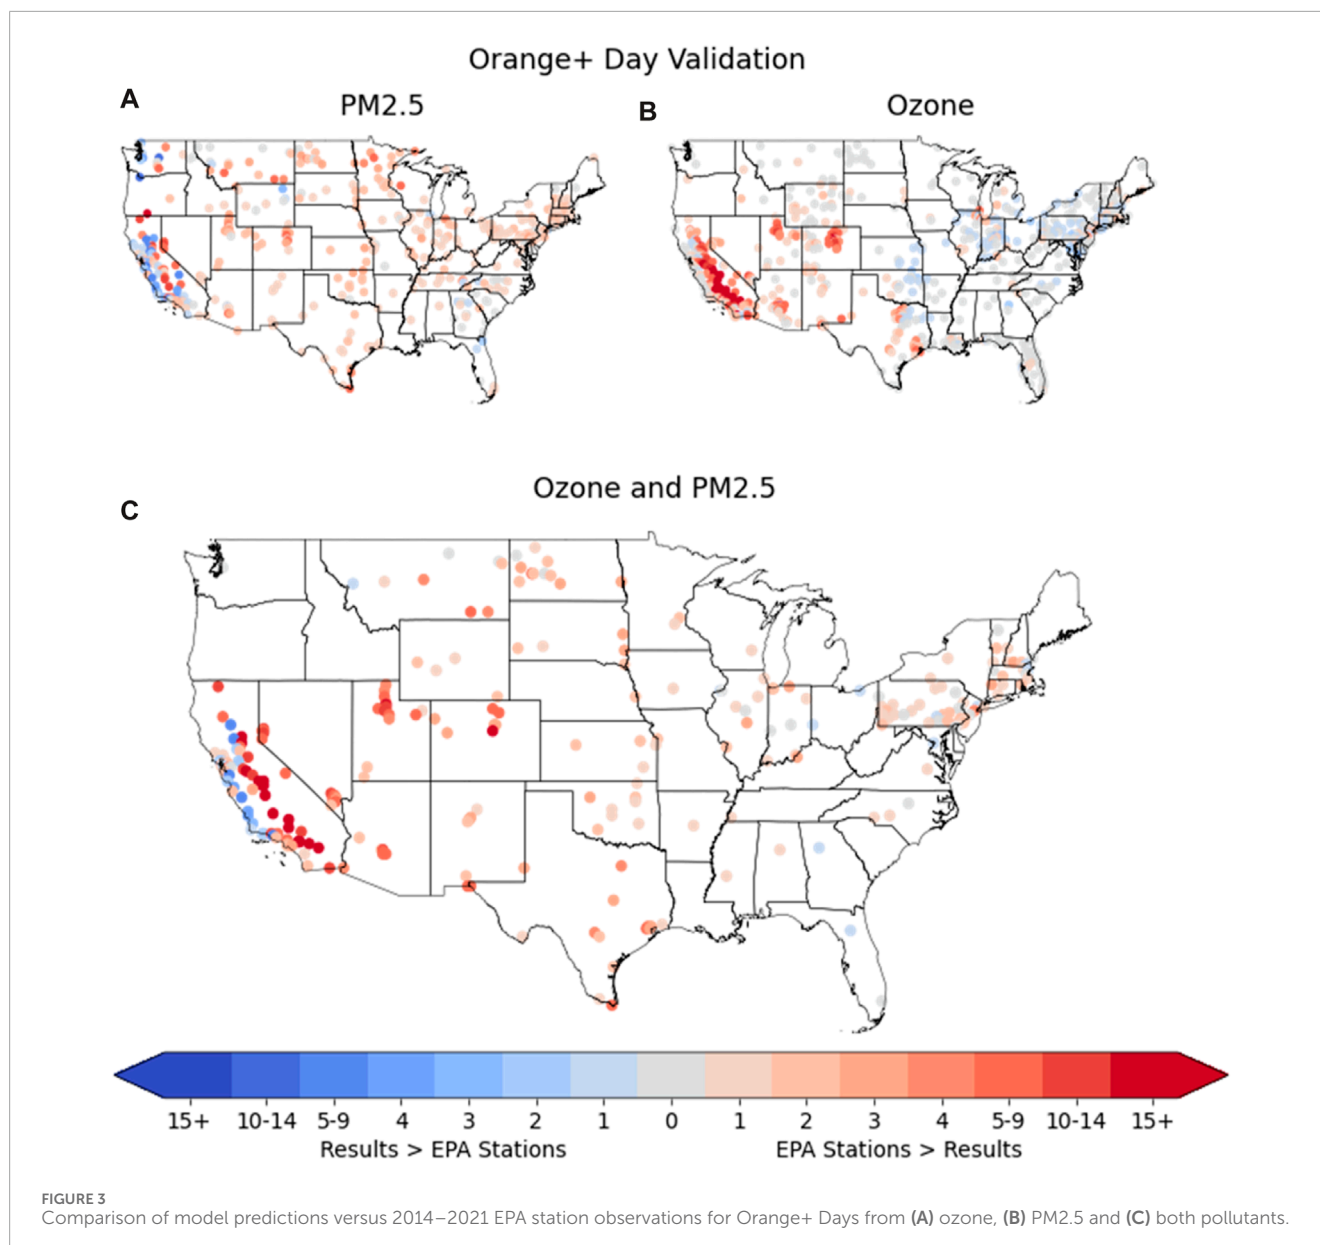 Orange+ Day Validation
A
PM2.5
B
Ozone
C
Ozone and PM2.5
15+ 10-14 5-9 4 3 2 1 0 1 2 3 4 5-9 10-14 15+
Results > EPA Stations EPA Stations > Results
FIGURE 3
Comparison of model predictions versus 2014–2021 EPA station observations for Orange+ Days from (A) ozone, (B) PM2.5 and (C) both pollutants.